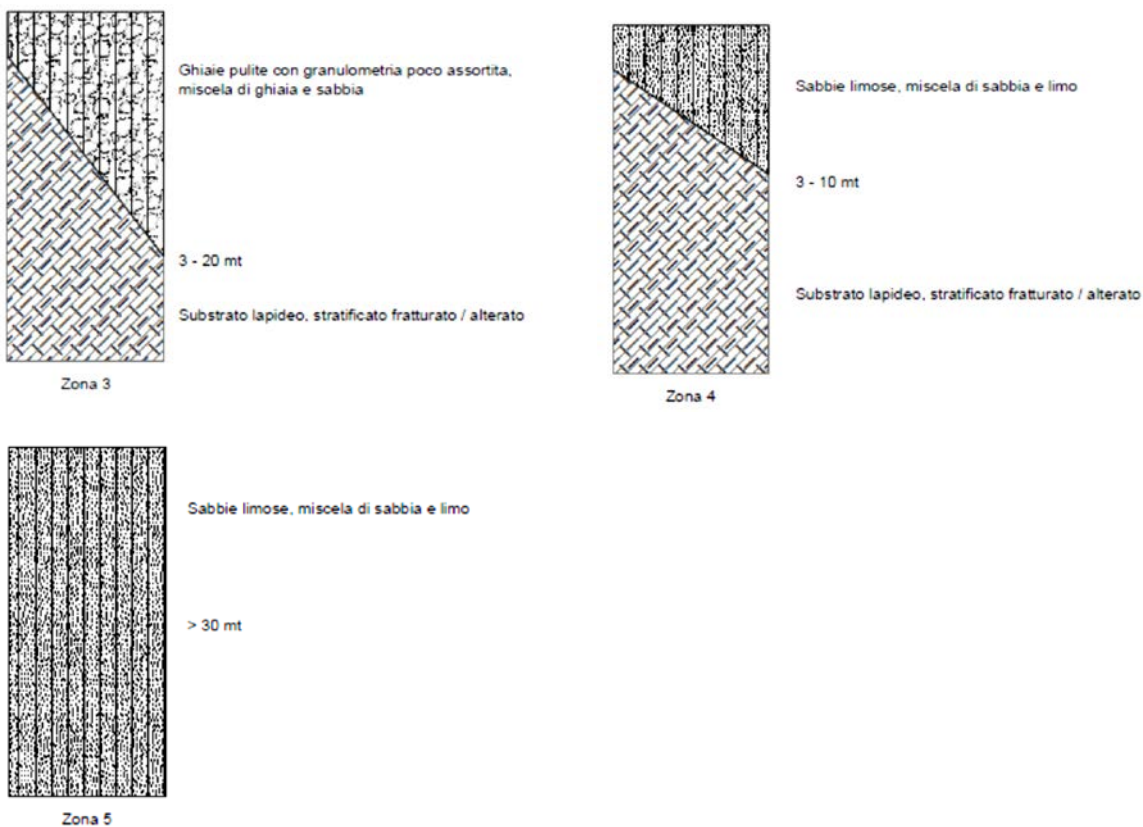 Ghiaie pulite con granulometria poco assortita,
miscela di ghiaia e sabbia
3 - 20 mt
Substrato lapideo, stratificato fratturato / alterato
Zona 3
Sabbie limose, miscela di sabbia e limo
3 - 10 mt
Substrato lapideo, stratificato fratturato / alterato
Zona 4
Sabbie limose, miscela di sabbia e limo
> 30 mt
Zona 5